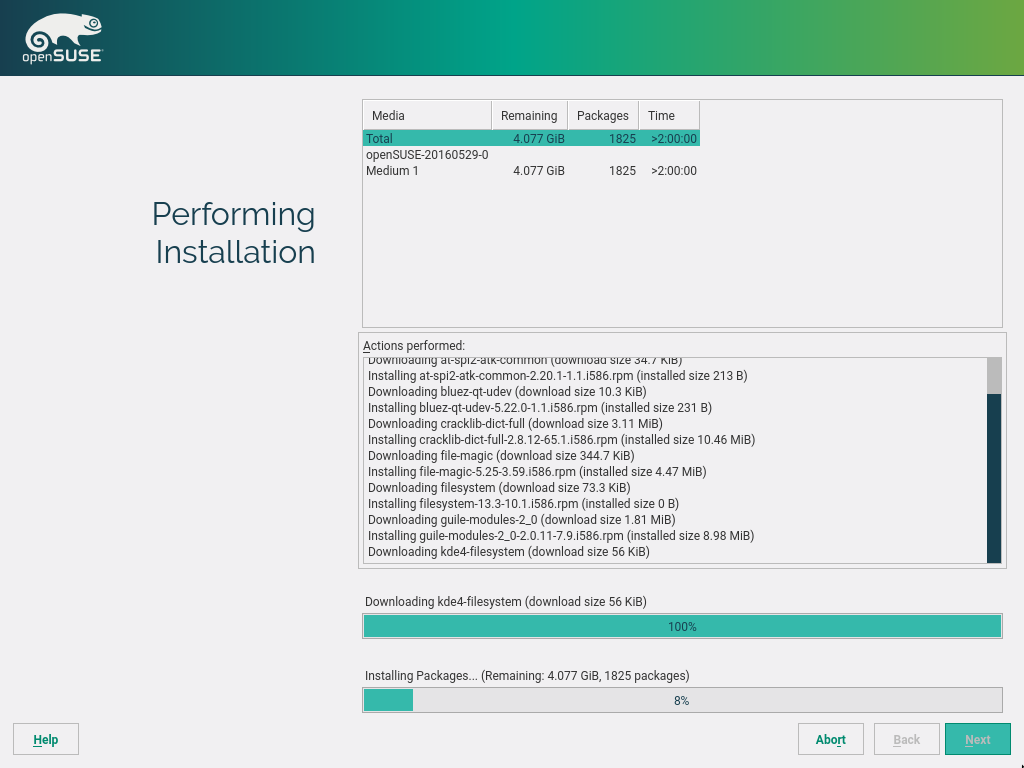 openSUSE
Performing
Installation
Media Remaining Packages Time
Total 4.077 GiB 1825 >2:00:00
openSUSE-20160529-0
Medium 1 4.077 GiB 1825 >2:00:00
Actions performed:
Downloading at-spi2-atk-common (download size 34.7 KiB)
Installing at-spi2-atk-common-2.20.1-1.1.i586.rpm (installed size 213 B)
Downloading bluez-qt-udev (download size 10.3 KiB)
Installing bluez-qt-udev-5.22.0-1.1.i586.rpm (installed size 231 B)
Downloading cracklib-dict-full (download size 3.11 MiB)
Installing cracklib-dict-full-2.8.12-65.1.i586.rpm (installed size 10.46 MiB)
Downloading file-magic (download size 344.7 KiB)
Installing file-magic-5.25-3.59.i586.rpm (installed size 4.47 MiB)
Downloading filesystem (download size 73.3 KiB)
Installing filesystem-13.3-10.1.i586.rpm (installed size 0 B)
Downloading guile-modules-2_0 (download size 1.81 MiB)
Installing guile-modules-2_0-2.0.11-7.9.i586.rpm (installed size 8.98 MiB)
Downloading kde4-filesystem (download size 56 KiB)
Downloading kde4-filesystem (download size 56 KiB)
100%
Installing Packages... (Remaining: 4.077 GiB, 1825 packages)
8%
Help Abort Back Next